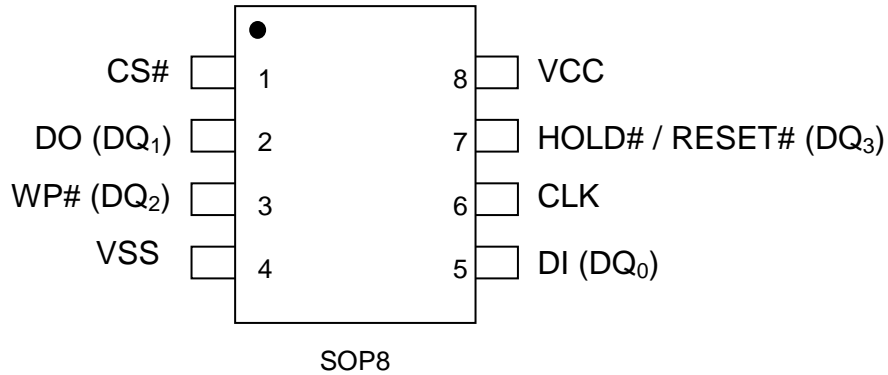 CS# 1 8 VCC
DO (DQ₁) 2 7 HOLD# / RESET# (DQ₃)
WP# (DQ₂) 3 6 CLK
VSS 4 5 DI (DQ₀)
SOP8